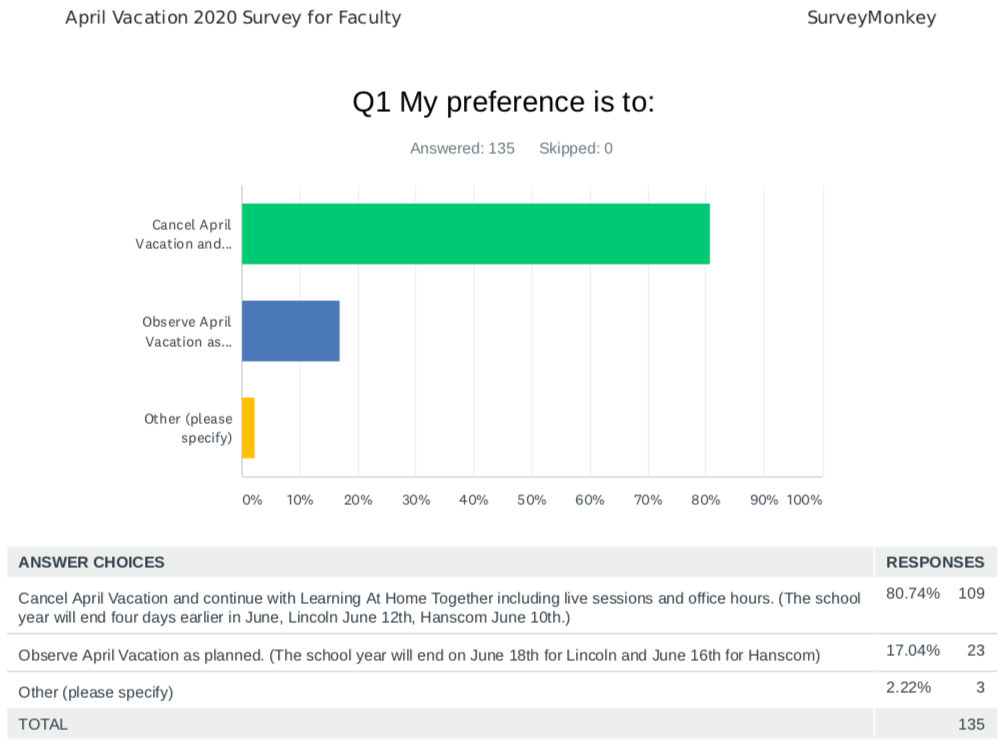 April Vacation 2020 Survey for Faculty SurveyMonkey
Q1 My preference is to:
Answered: 135 Skipped: 0
Cancel April
Vacation and...
Observe April
Vacation as...
Other (please
specify)
0% 10% 20% 30% 40% 50% 60% 70% 80% 90% 100%
ANSWER CHOICES RESPONSES
Cancel April Vacation and continue with Learning At Home Together including live sessions and office hours. (The school 80.74% 109
year will end four days earlier in June, Lincoln June 12th, Hanscom June 10th.)
Observe April Vacation as planned. (The school year will end on June 18th for Lincoln and June 16th for Hanscom) 17.04% 23
Other (please specify) 2.22% 3
TOTAL 135